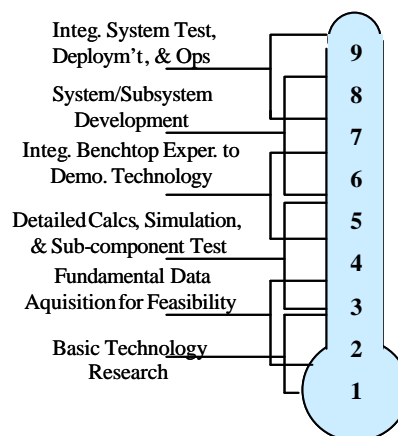 Integ. System Test,
Deploym't, & Ops
System/Subsystem
Development
Integ. Benchtop Exper. to
Demo. Technology
Detailed Calcs, Simulation,
& Sub-component Test
Fundamental Data
Aquisition for Feasibility
Basic Technology
Research
9
8
7
6
5
4
3
2
1